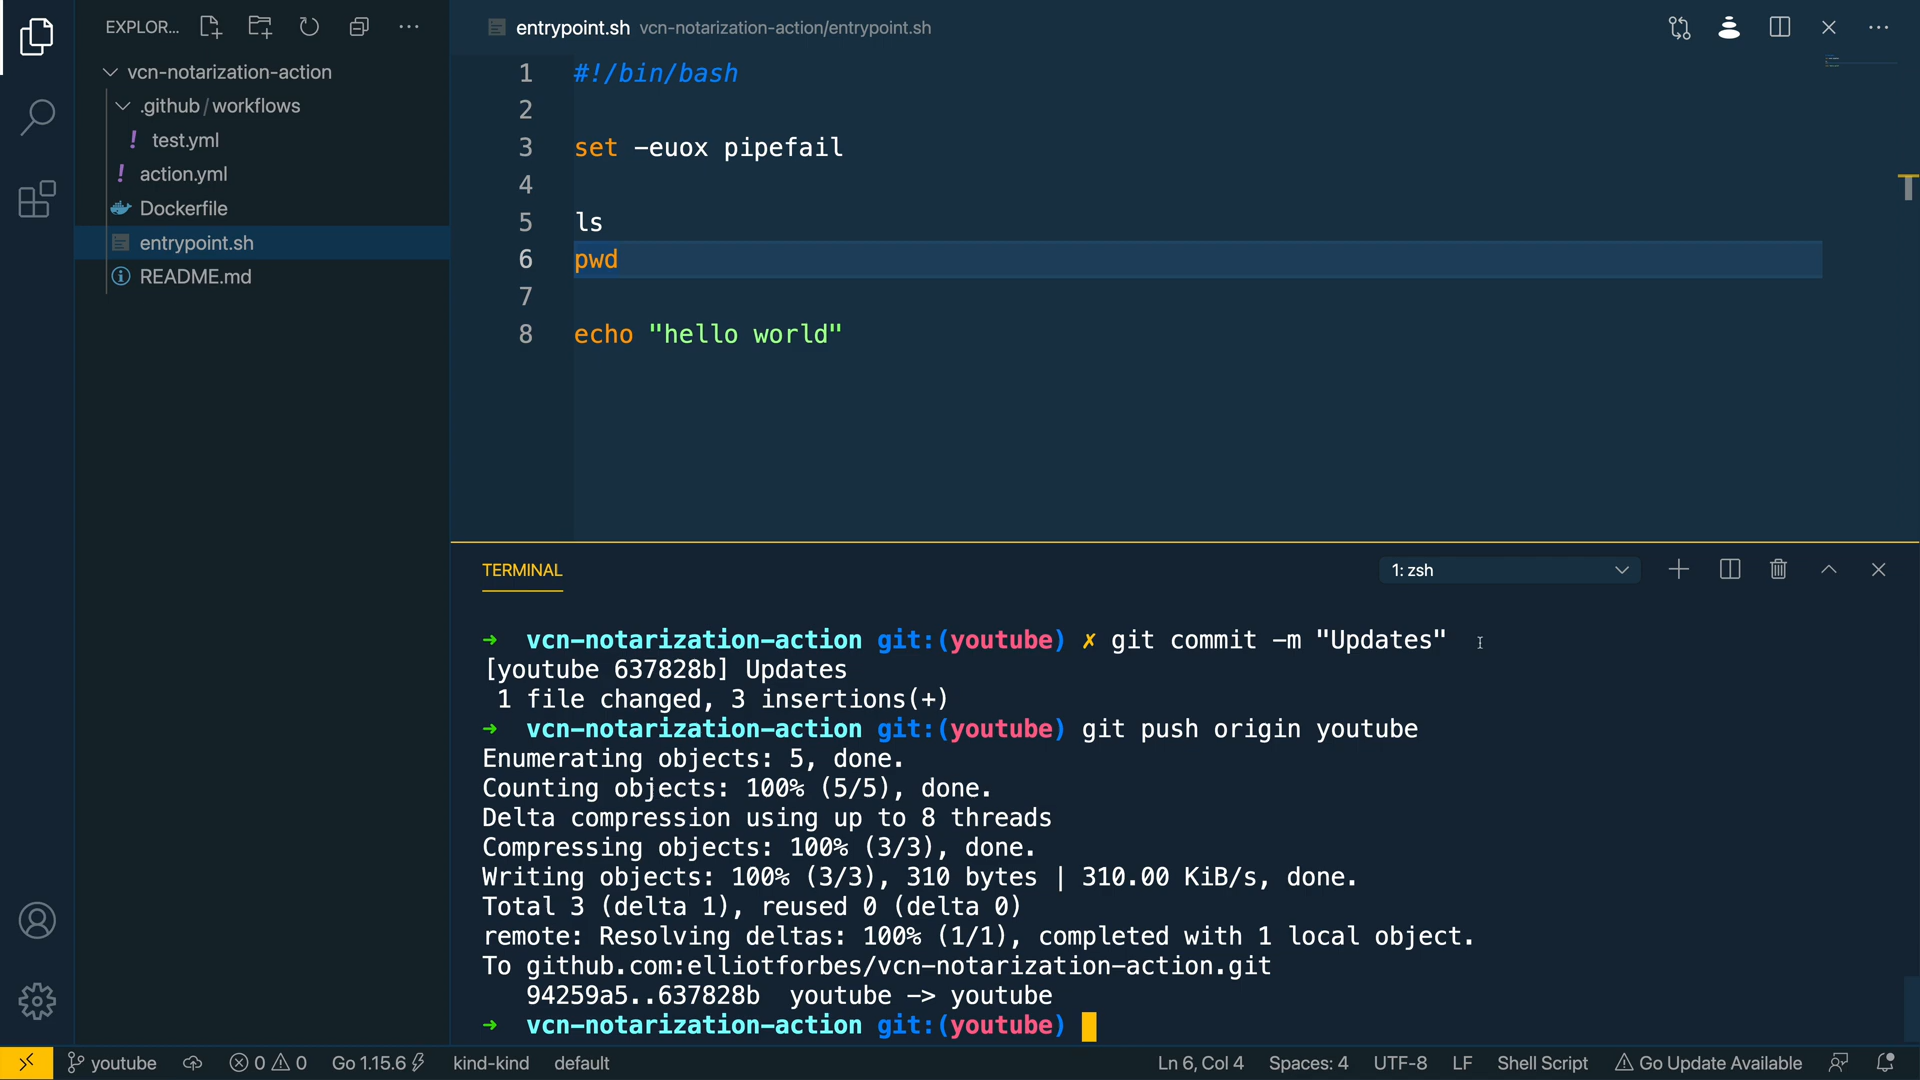 EXPLOR...
vcn-notarization-action
.github/workflows
test.yml
action.yml
Dockerfile
entrypoint.sh
README.md
entrypoint.sh vcn-notarization-action/entrypoint.sh
1 #!/bin/bash
2
3 set -euox pipefail
4
5 ls
6 pwd
7
8 echo "hello world"
TERMINAL
1: zsh
➜ vcn-notarization-action git:(youtube) ✗ git commit -m "Updates"
[youtube 637828b] Updates
1 file changed, 3 insertions(+)
➜ vcn-notarization-action git:(youtube) git push origin youtube
Enumerating objects: 5, done.
Counting objects: 100% (5/5), done.
Delta compression using up to 8 threads
Compressing objects: 100% (3/3), done.
Writing objects: 100% (3/3), 310 bytes | 310.00 KiB/s, done.
Total 3 (delta 1), reused 0 (delta 0)
remote: Resolving deltas: 100% (1/1), completed with 1 local object.
To github.com:elliotforbes/vcn-notarization-action.git
94259a5..637828b youtube -> youtube
➜ vcn-notarization-action git:(youtube)
youtube 0 0 Go 1.15.6 kind-kind default Ln 6, Col 4 Spaces: 4 UTF-8 LF Shell Script Go Update Available